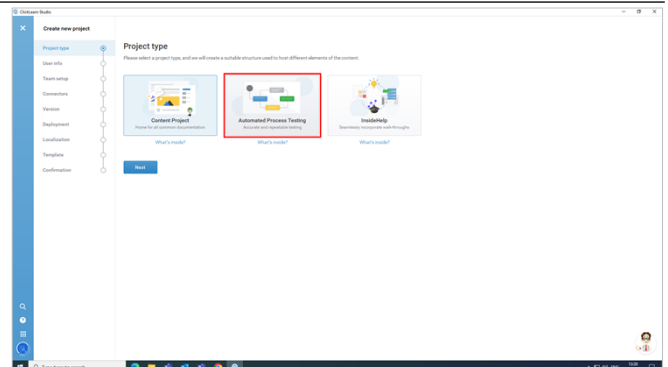 ClickLearn Studio
Create new project
Project type
User info
Team setup
Connectors
Version
Deployment
Localization
Template
Confirmation
Project type
Please select a project type, and we will create a suitable structure used to host different elements of the content.
Content Project
Home for all common documentation
What's inside?
Automated Process Testing
Accurate and repeatable testing
What's inside?
InsideHelp
Seamlessly incorporate walk-throughs
What's inside?
Next